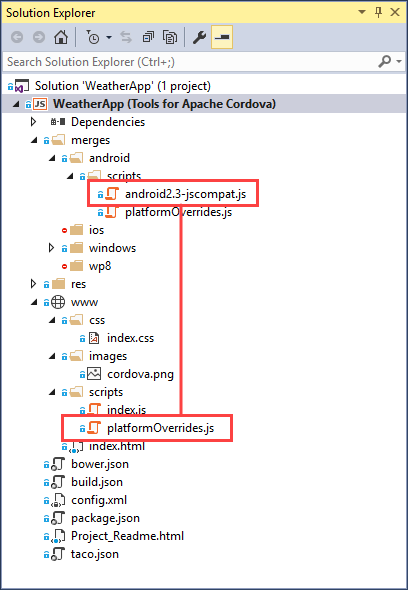 Solution Explorer
Search Solution Explorer (Ctrl+;)
Solution 'WeatherApp' (1 project)
JS WeatherApp (Tools for Apache Cordova)
Dependencies
merges
android
scripts
android2.3-jscompat.js
platformOverrides.js
ios
windows
wp8
res
www
css
index.css
images
cordova.png
scripts
index.js
platformOverrides.js
index.html
bower.json
build.json
config.xml
package.json
Project_Readme.html
taco.json